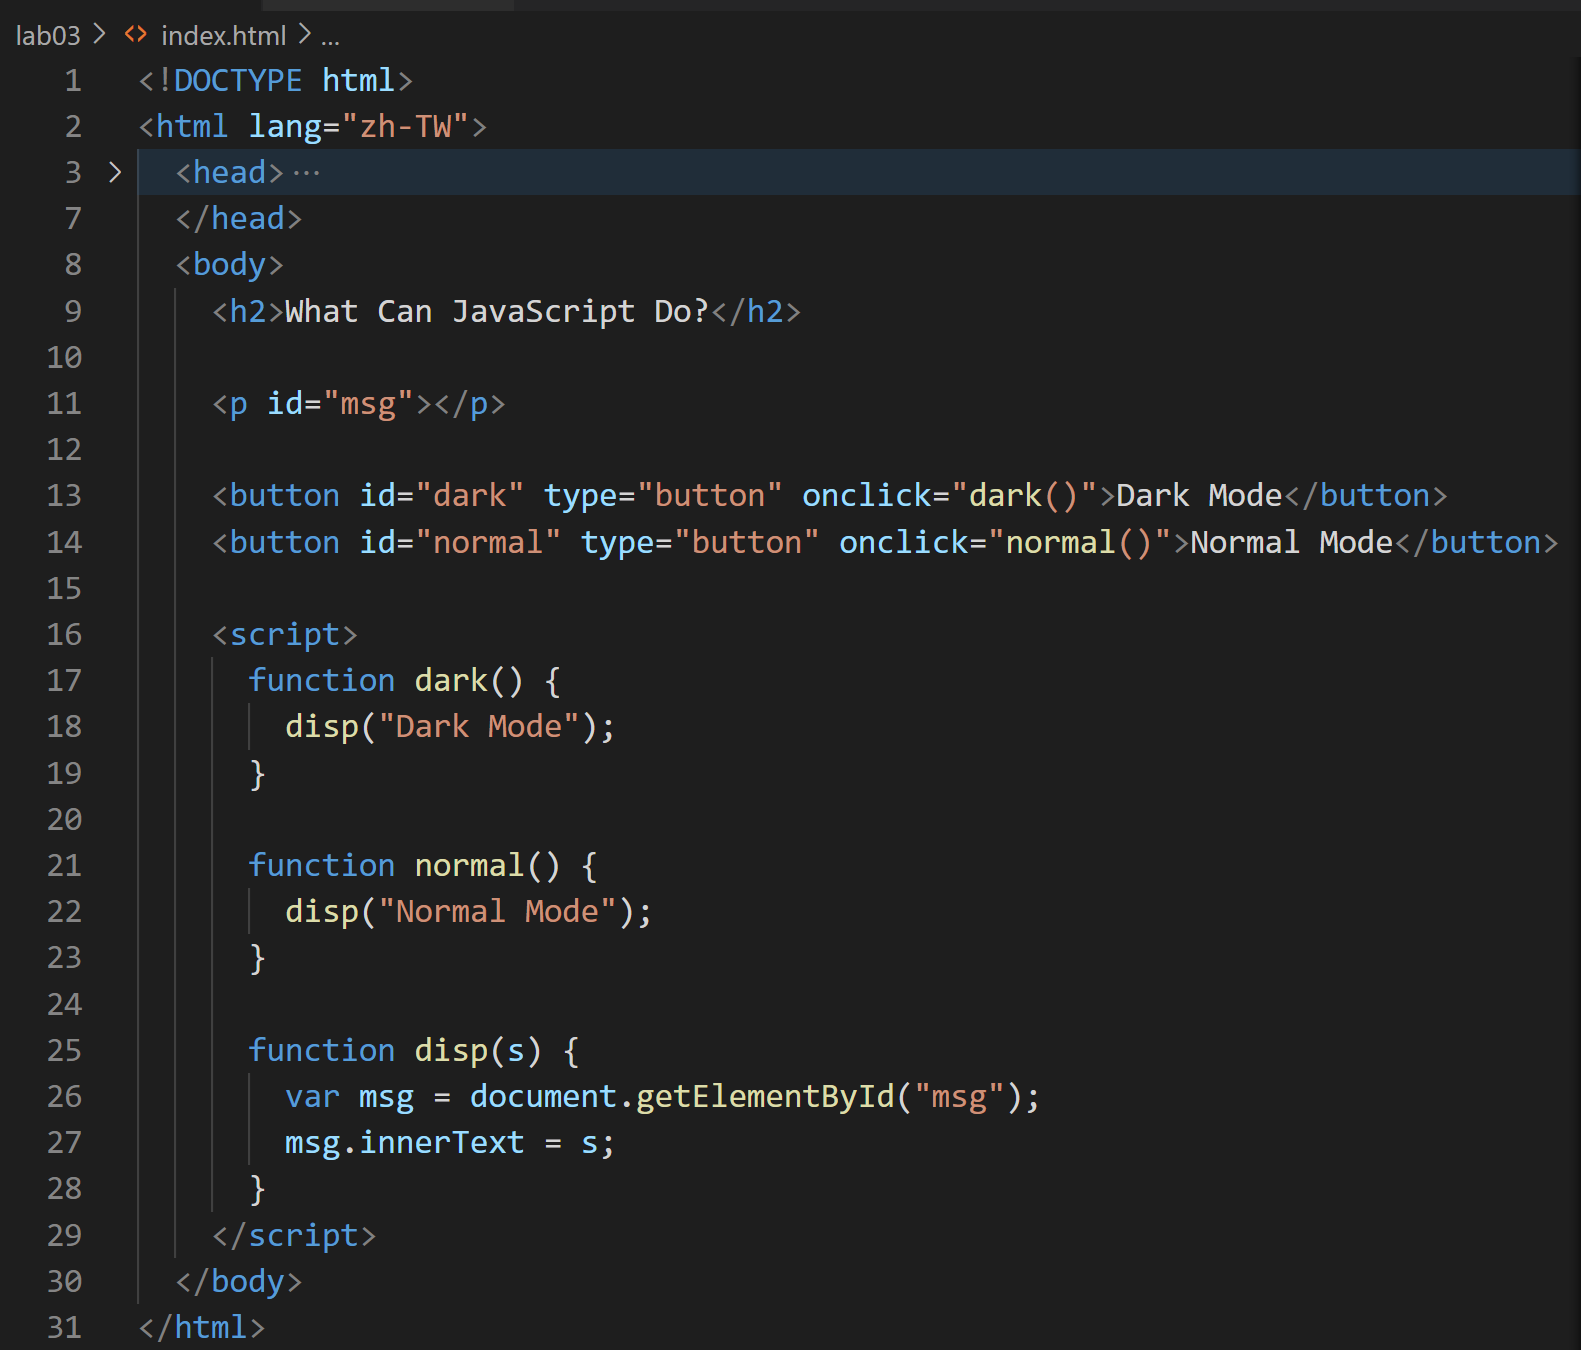 lab03 > <> index.html > ...
1 <!DOCTYPE html>
2 <html lang="zh-TW">
3 > <head>···
7 </head>
8 <body>
9 <h2>What Can JavaScript Do?</h2>
10
11 <p id="msg"></p>
12
13 <button id="dark" type="button" onclick="dark()">Dark Mode</button>
14 <button id="normal" type="button" onclick="normal()">Normal Mode</button>
15
16 <script>
17 function dark() {
18 disp("Dark Mode");
19 }
20
21 function normal() {
22 disp("Normal Mode");
23 }
24
25 function disp(s) {
26 var msg = document.getElementById("msg");
27 msg.innerText = s;
28 }
29 </script>
30 </body>
31 </html>